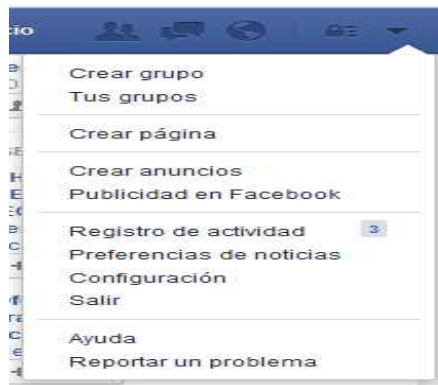 cio
Crear grupo
Tus grupos
Crear página
Crear anuncios
Publicidad en Facebook
Registro de actividad 3
Preferencias de noticias
Configuración
Salir
Ayuda
Reportar un problema